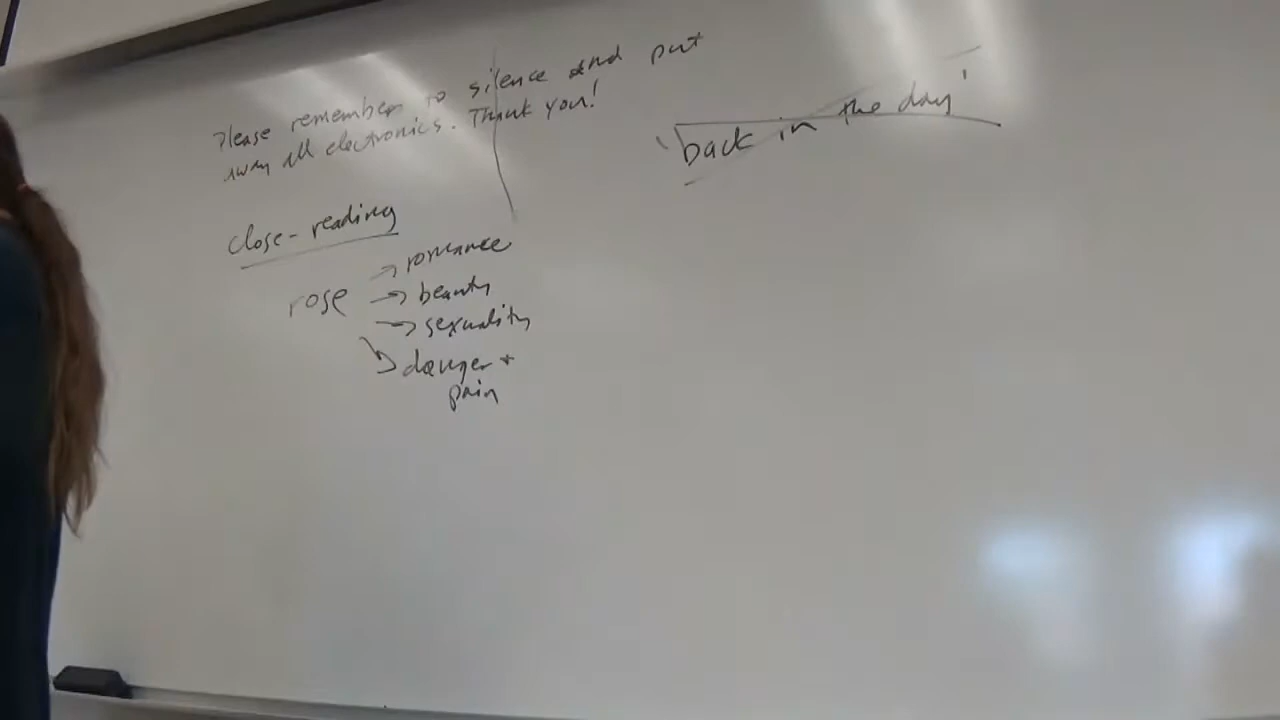 Please remember to silence and put
away all electronics. Thank you!
close-reading
rose → romance
→ beauty
→ sexuality
→ danger +
pain
'back in the day'